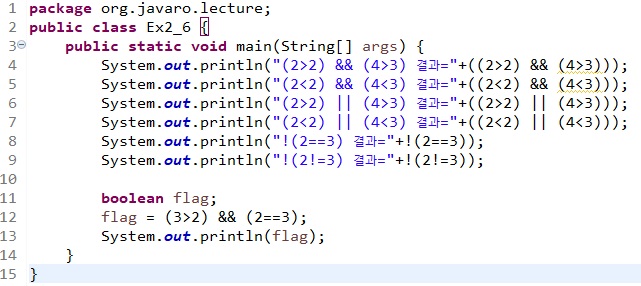 1 package org.javaro.lecture;
2 public class Ex2_6 {
3 public static void main(String[] args) {
4 System.out.println("(2>2) && (4>3) 결과="+((2>2) && (4>3)));
5 System.out.println("(2<2) && (4<3) 결과="+((2<2) && (4<3)));
6 System.out.println("(2>2) || (4>3) 결과="+((2>2) || (4>3)));
7 System.out.println("(2<2) || (4<3) 결과="+((2<2) || (4<3)));
8 System.out.println("!(2==3) 결과="+!(2==3));
9 System.out.println("!(2!=3) 결과="+!(2!=3));
10
11 boolean flag;
12 flag = (3>2) && (2==3);
13 System.out.println(flag);
14 }
15 }